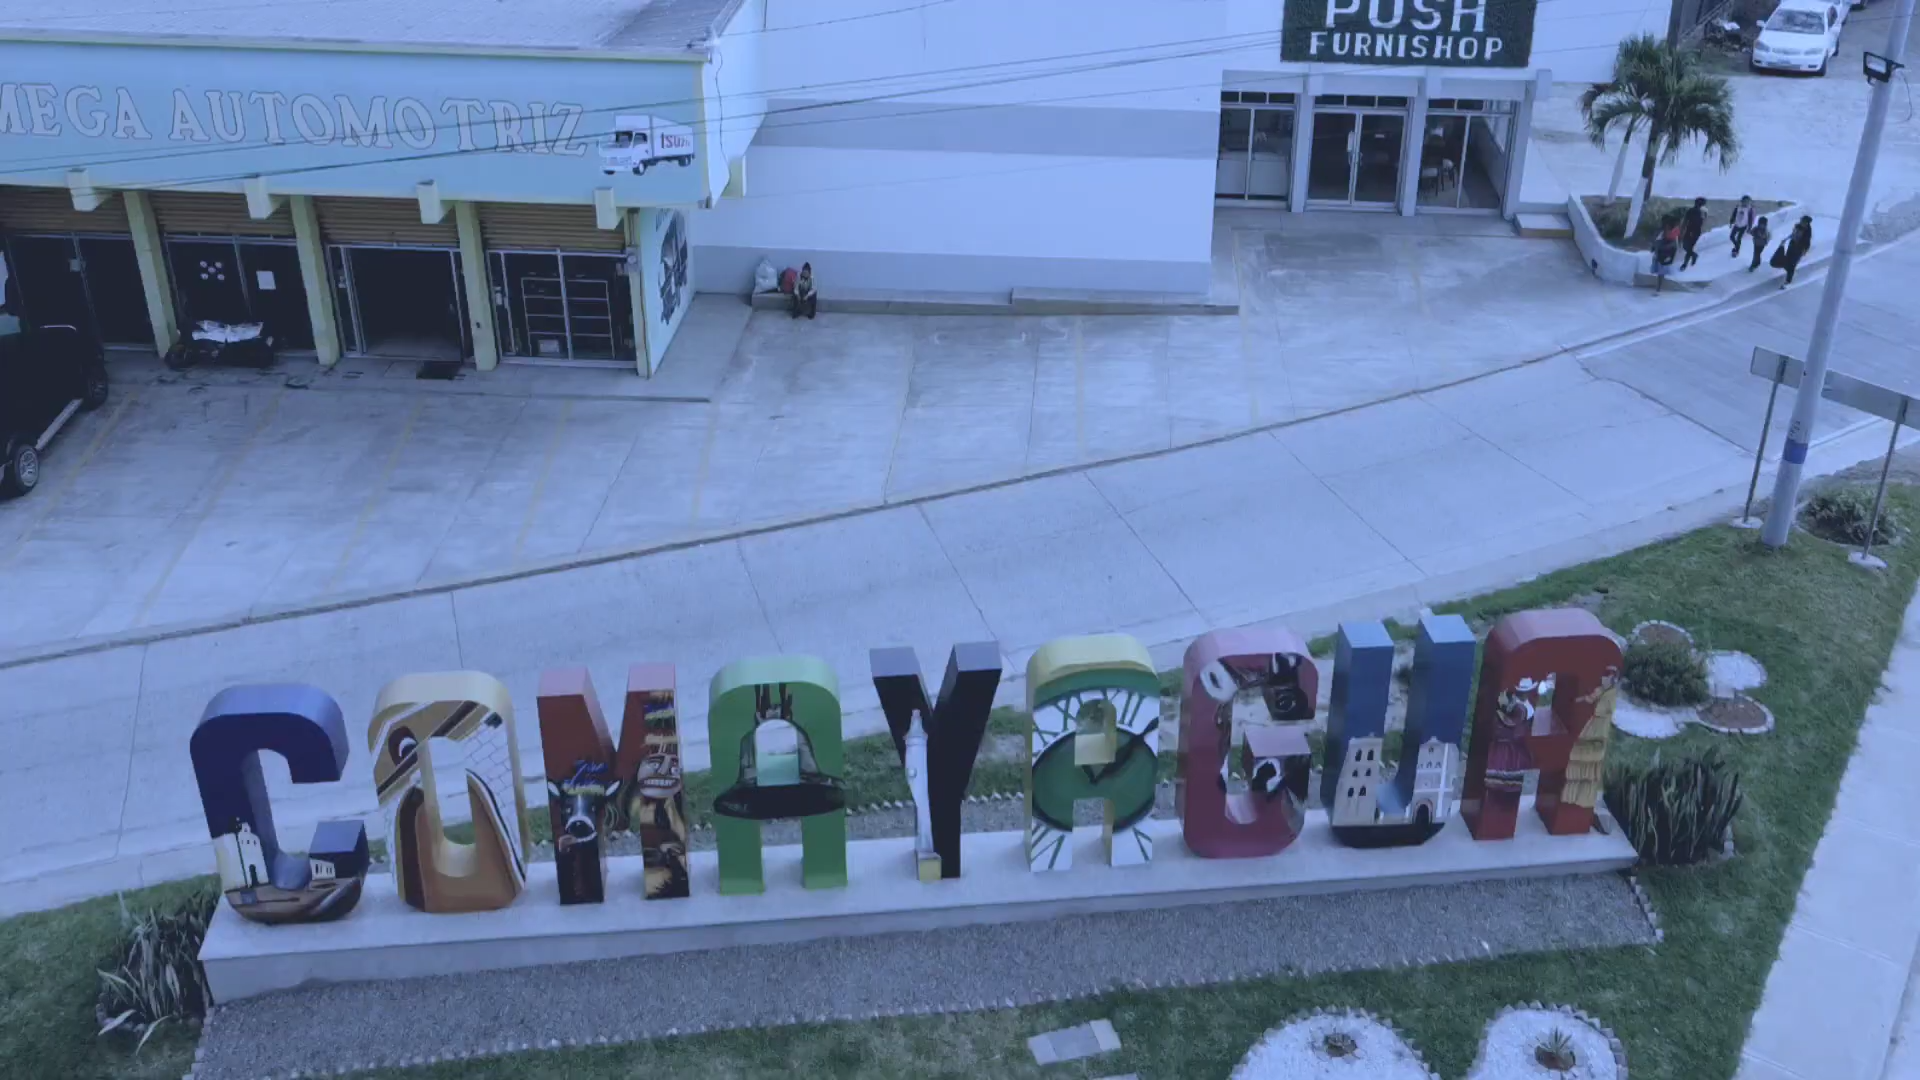 PUSH
FURNISHOP
MEGA AUTOMOTRIZ
ISUZU
COMAYAGUA